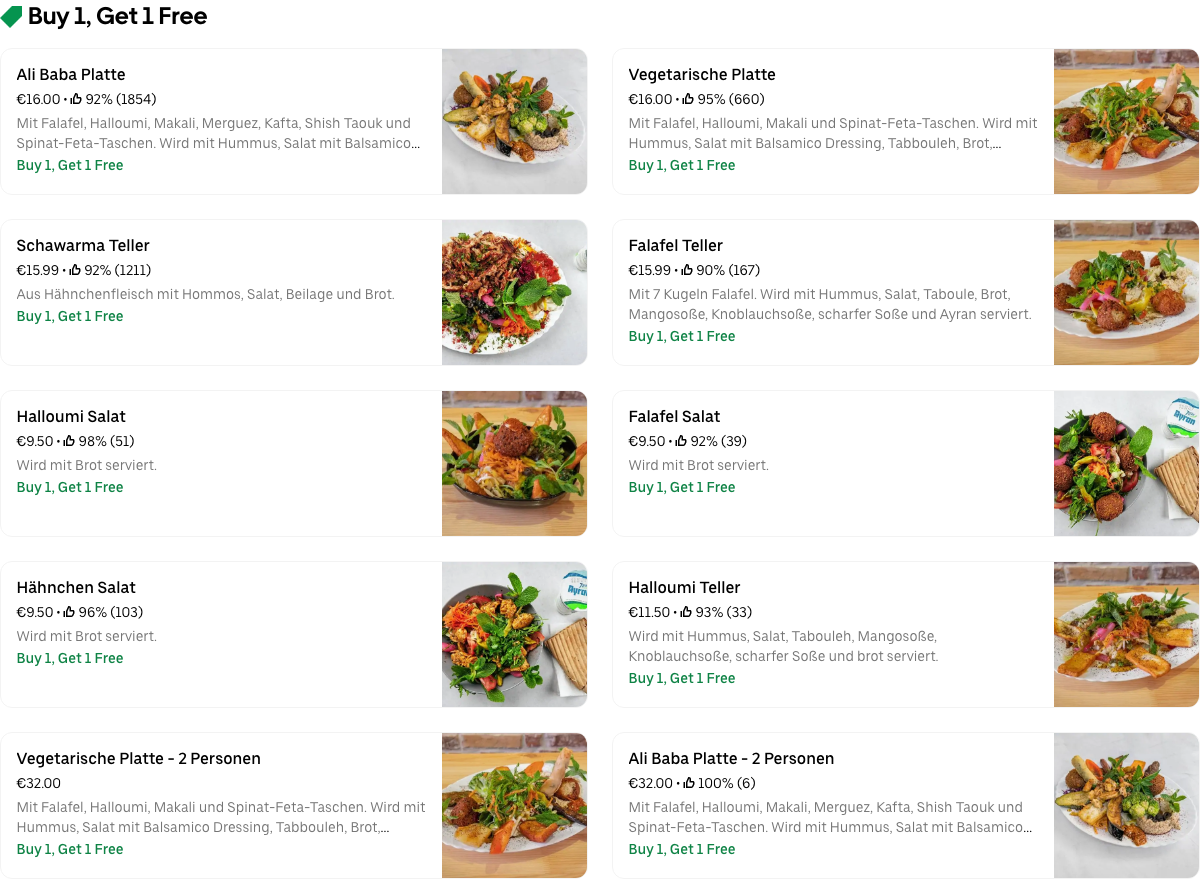 Buy 1, Get 1 Free
Ali Baba Platte
€16.00 • 92% (1854)
Mit Falafel, Halloumi, Makali, Merguez, Kafta, Shish Taouk und
Spinat-Feta-Taschen. Wird mit Hummus, Salat mit Balsamico...
Buy 1, Get 1 Free
Vegetarische Platte
€16.00 • 95% (660)
Mit Falafel, Halloumi, Makali und Spinat-Feta-Taschen. Wird mit
Hummus, Salat mit Balsamico Dressing, Tabbouleh, Brot,...
Buy 1, Get 1 Free
Schawarma Teller
€15.99 • 92% (1211)
Aus Hähnchenfleisch mit Hommos, Salat, Beilage und Brot.
Buy 1, Get 1 Free
Falafel Teller
€15.99 • 90% (167)
Mit 7 Kugeln Falafel. Wird mit Hummus, Salat, Taboule, Brot,
Mangosoße, Knoblauchsoße, scharfer Soße und Ayran serviert.
Buy 1, Get 1 Free
Halloumi Salat
€9.50 • 98% (51)
Wird mit Brot serviert.
Buy 1, Get 1 Free
Falafel Salat
€9.50 • 92% (39)
Wird mit Brot serviert.
Buy 1, Get 1 Free
Ayran
Hähnchen Salat
€9.50 • 96% (103)
Wird mit Brot serviert.
Buy 1, Get 1 Free
Ayran
Halloumi Teller
€11.50 • 93% (33)
Wird mit Hummus, Salat, Tabouleh, Mangosoße,
Knoblauchsoße, scharfer Soße und brot serviert.
Buy 1, Get 1 Free
Vegetarische Platte - 2 Personen
€32.00
Mit Falafel, Halloumi, Makali und Spinat-Feta-Taschen. Wird mit
Hummus, Salat mit Balsamico Dressing, Tabbouleh, Brot,...
Buy 1, Get 1 Free
Ali Baba Platte - 2 Personen
€32.00 • 100% (6)
Mit Falafel, Halloumi, Makali, Merguez, Kafta, Shish Taouk und
Spinat-Feta-Taschen. Wird mit Hummus, Salat mit Balsamico...
Buy 1, Get 1 Free